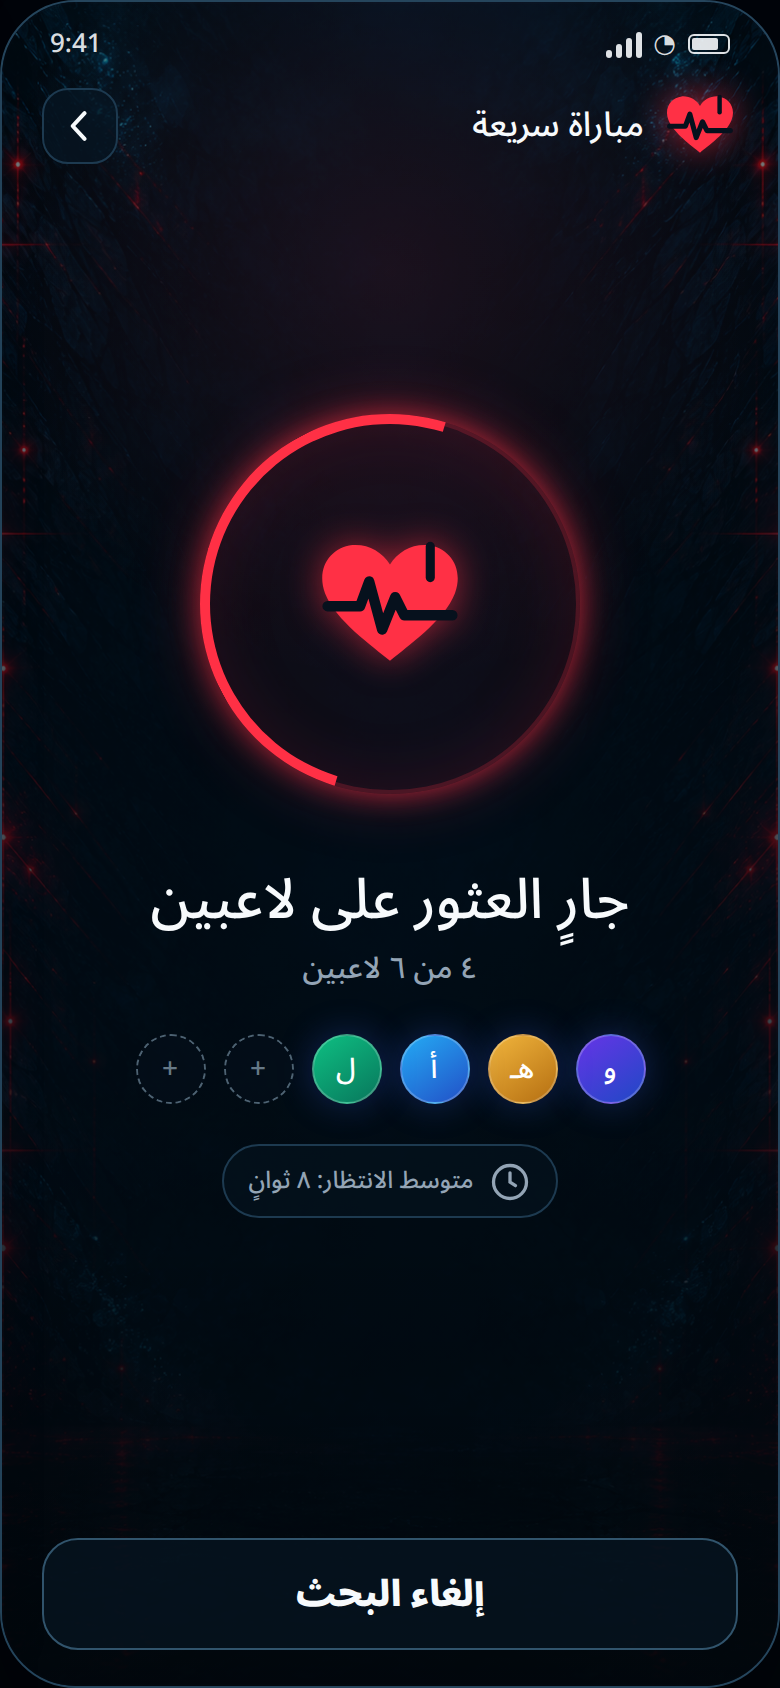 9:41
مباراة سريعة
جارٍ العثور على لاعبين
٤ من ٦ لاعبين
و هـ أ ل + +
متوسط الانتظار: ٨ ثوانٍ
إلغاء البحث